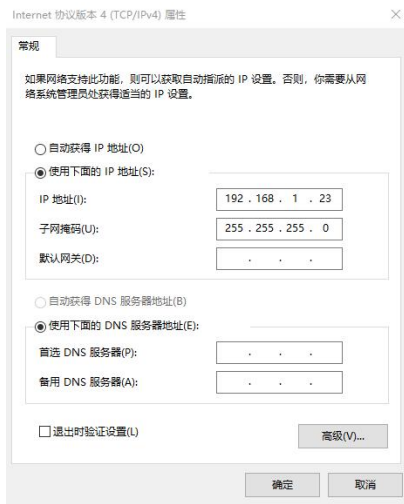 Internet 协议版本 4 (TCP/IPv4) 属性
常规
如果网络支持此功能，则可以获取自动指派的 IP 设置。否则，你需要从网
络系统管理员处获得适当的 IP 设置。
自动获得 IP 地址(O)
使用下面的 IP 地址(S):
IP 地址(I): 192 . 168 . 1 . 23
子网掩码(U): 255 . 255 . 255 . 0
默认网关(D): . . .
自动获得 DNS 服务器地址(B)
使用下面的 DNS 服务器地址(E):
首选 DNS 服务器(P): . . .
备用 DNS 服务器(A): . . .
退出时验证设置(L)
高级(V)...
确定 取消